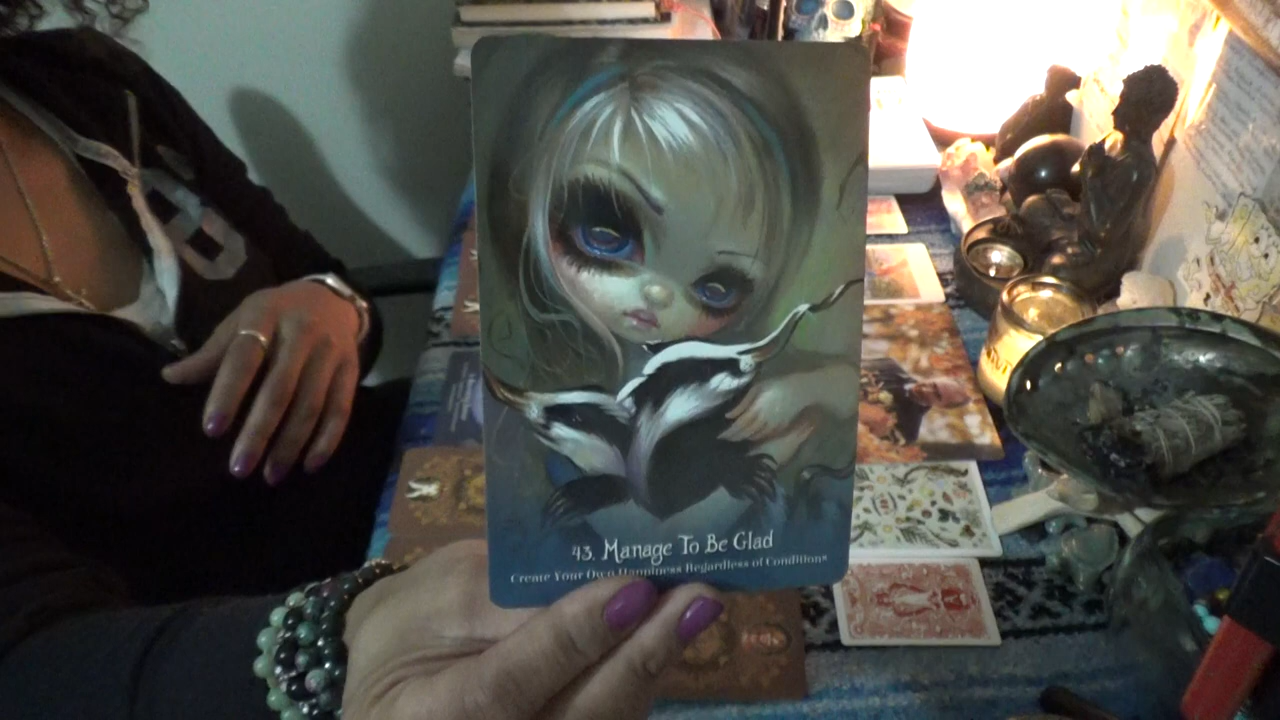 43. Manage To Be Glad
Create Your Own Happiness Regardless of Conditions